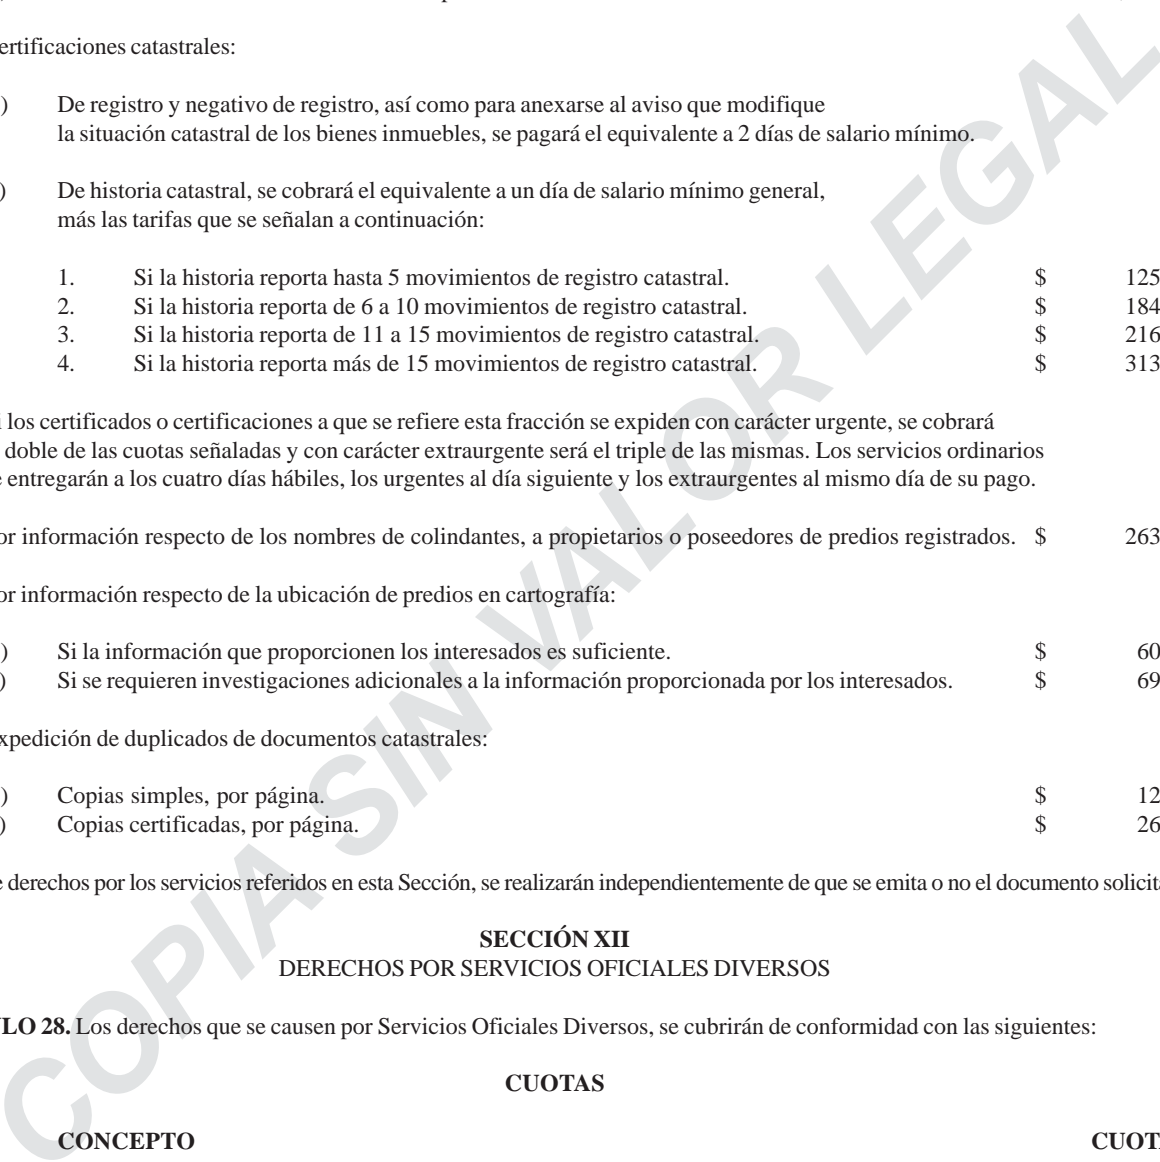 ertificaciones catastrales:
) De registro y negativo de registro, así como para anexarse al aviso que modifique
la situación catastral de los bienes inmuebles, se pagará el equivalente a 2 días de salario mínimo.
) De historia catastral, se cobrará el equivalente a un día de salario mínimo general,
más las tarifas que se señalan a continuación:
1. Si la historia reporta hasta 5 movimientos de registro catastral. $ 125
2. Si la historia reporta de 6 a 10 movimientos de registro catastral. $ 184
3. Si la historia reporta de 11 a 15 movimientos de registro catastral. $ 216
4. Si la historia reporta más de 15 movimientos de registro catastral. $ 313
i los certificados o certificaciones a que se refiere esta fracción se expiden con carácter urgente, se cobrará
doble de las cuotas señaladas y con carácter extraurgente será el triple de las mismas. Los servicios ordinarios
e entregarán a los cuatro días hábiles, los urgentes al día siguiente y los extraurgentes al mismo día de su pago.
or información respecto de los nombres de colindantes, a propietarios o poseedores de predios registrados. $ 263
or información respecto de la ubicación de predios en cartografía:
) Si la información que proporcionen los interesados es suficiente. $ 60
) Si se requieren investigaciones adicionales a la información proporcionada por los interesados. $ 69
xpedición de duplicados de documentos catastrales:
) Copias simples, por página. $ 12
) Copias certificadas, por página. $ 26
e derechos por los servicios referidos en esta Sección, se realizarán independientemente de que se emita o no el documento solicit
SECCIÓN XII
DERECHOS POR SERVICIOS OFICIALES DIVERSOS
LO 28. Los derechos que se causen por Servicios Oficiales Diversos, se cubrirán de conformidad con las siguientes:
CUOTAS
CONCEPTO CUOT
COPIA SIN VALOR LEGAL